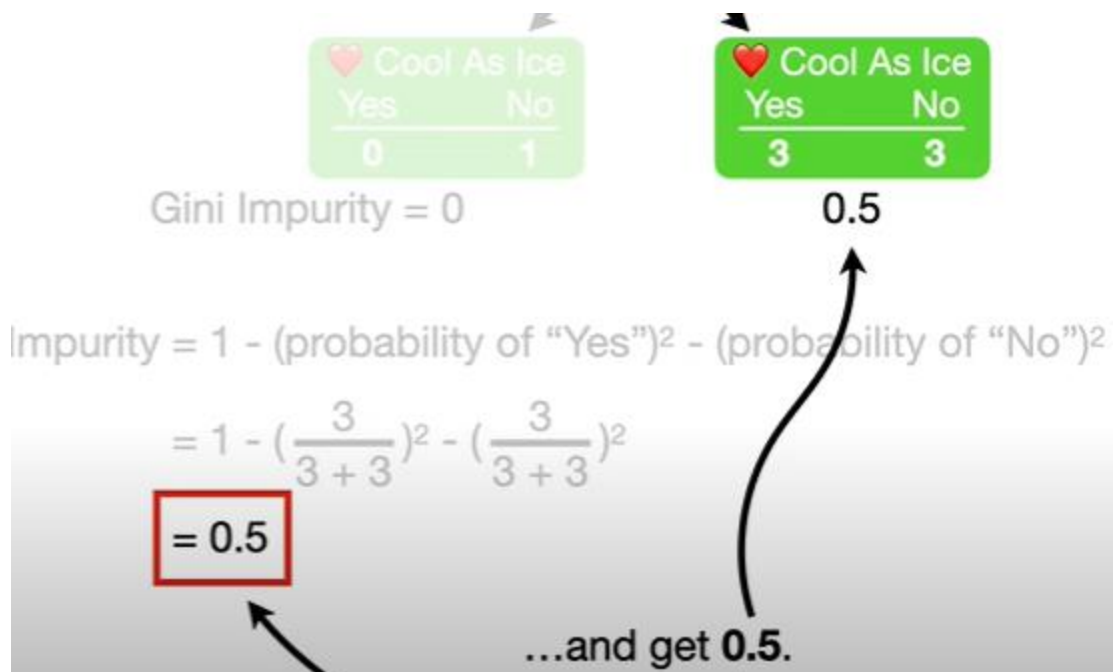 ❤️ Cool As Ice
Yes No
0 1
❤️ Cool As Ice
Yes No
3 3
Gini Impurity = 0
0.5
Impurity = 1 - (probability of “Yes”)² - (probability of “No”)²
= 1 - (3/3 + 3)² - (3/3 + 3)²
= 0.5
...and get 0.5.